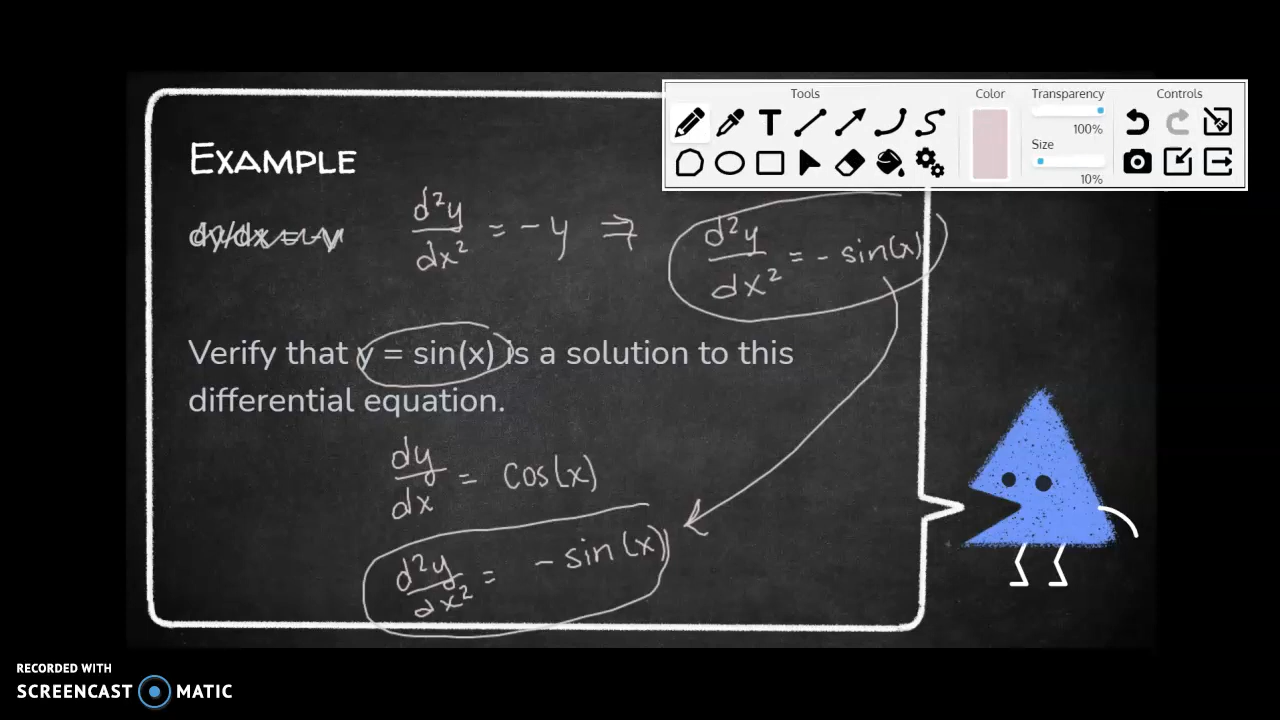 Tools
Color
Transparency
Controls
100%
Size
10%
EXAMPLE
d²y/dx² = -y ⇒ d²y/dx² = - sin(x)
Verify that y = sin(x) is a solution to this
differential equation.
dy/dx = cos(x)
d²y/dx² = - sin(x)
RECORDED WITH
SCREENCAST MATIC